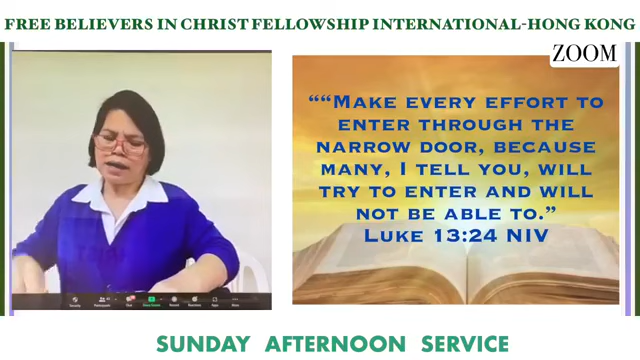 FREE BELIEVERS IN CHRIST FELLOWSHIP INTERNATIONAL-HONG KONG
ZOOM
““Make every effort to
enter through the
narrow door, because
many, I tell you, will
try to enter and will
not be able to.””
Luke 13:24 NIV
SUNDAY AFTERNOON SERVICE